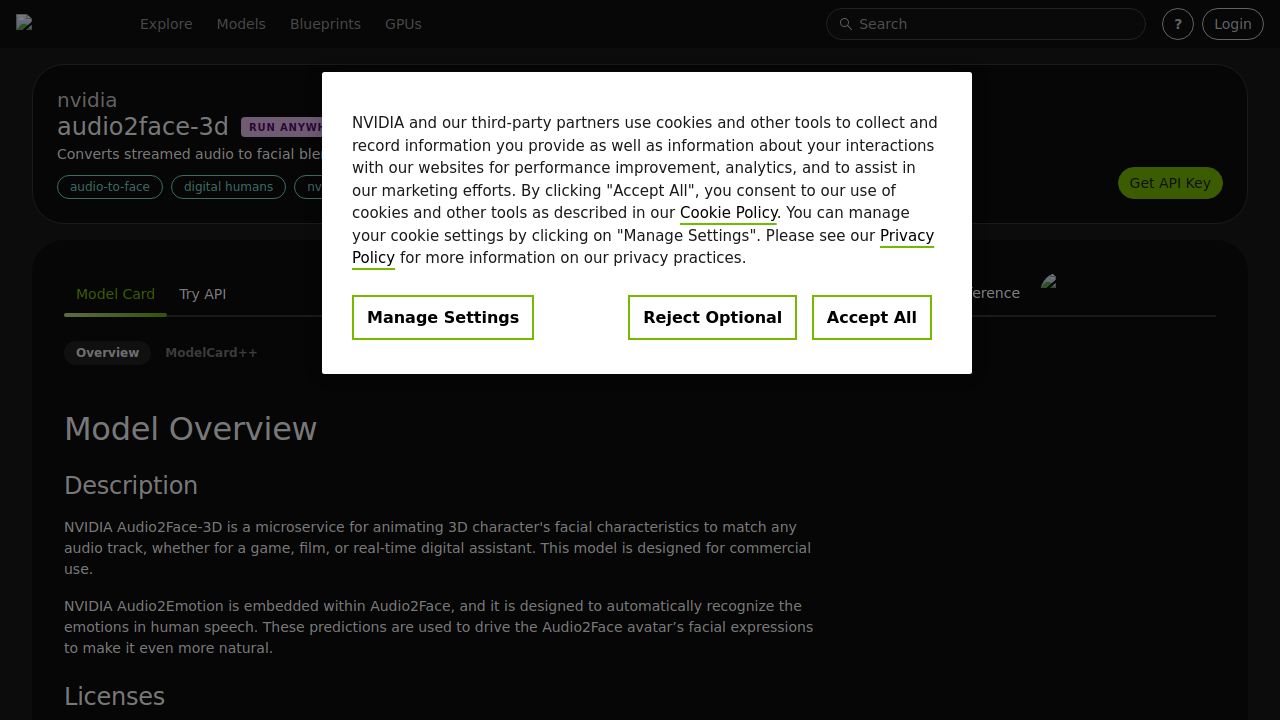 Explore Models Blueprints GPUs Search ? Login
nvidia
audio2face-3d
Converts streamed audio to facial
audio-to-face digital humans
Get API Key
NVIDIA and our third-party partners use cookies and other tools to collect and
record information you provide as well as information about your interactions
with our websites for performance improvement, analytics, and to assist in
our marketing efforts. By clicking "Accept All", you consent to our use of
cookies and other tools as described in our Cookie Policy. You can manage
your cookie settings by clicking on "Manage Settings". Please see our Privacy
Policy for more information on our privacy practices.
Manage Settings Reject Optional Accept All
Model Card Try API
Overview ModelCard++
Model Overview
Description
NVIDIA Audio2Face-3D is a microservice for animating 3D character's facial characteristics to match any
audio track, whether for a game, film, or real-time digital assistant. This model is designed for commercial
use.
NVIDIA Audio2Emotion is embedded within Audio2Face, and it is designed to automatically recognize the
emotions in human speech. These predictions are used to drive the Audio2Face avatar’s facial expressions
to make it even more natural.
Licenses